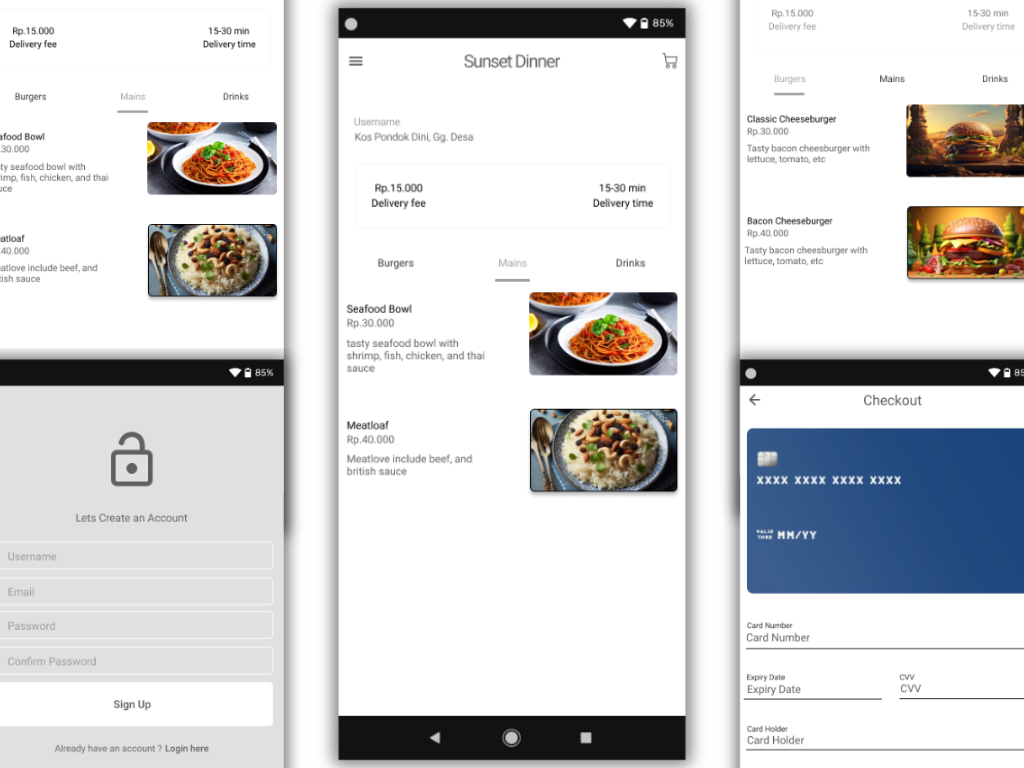 Rp.15.000
15-30 min
Delivery fee
Delivery time
Burgers
Mains
Drinks
afood Bowl
.30.000
ty seafood bowl with
rimp, fish, chicken, and thai
uce
eatloaf
.40.000
eatlove include beef, and
tish sauce
85%
Lets Create an Account
Username
Email
Password
Confirm Password
Sign Up
Already have an account ? Login here
85%
Sunset Dinner
Username
Kos Pondok Dini, Gg. Desa
Rp.15.000
15-30 min
Delivery fee
Delivery time
Burgers
Mains
Drinks
Seafood Bowl
Rp.30.000
tasty seafood bowl with
shrimp, fish, chicken, and thai
sauce
Meatloaf
Rp.40.000
Meatlove include beef, and
british sauce
Rp.15.000
15-30 min
Delivery fee
Delivery time
Burgers
Mains
Drinks
Classic Cheeseburger
Rp.30.000
Tasty bacon cheesburger with
lettuce, tomato, etc
Bacon Cheeseburger
Rp.40.000
Tasty bacon cheesburger with
lettuce, tomato, etc
85
Checkout
XXXX XXXX XXXX XXXX
VALID
THRU
MM/YY
Card Number
Card Number
Expiry Date
CVV
Expiry Date
CVV
Card Holder
Card Holder